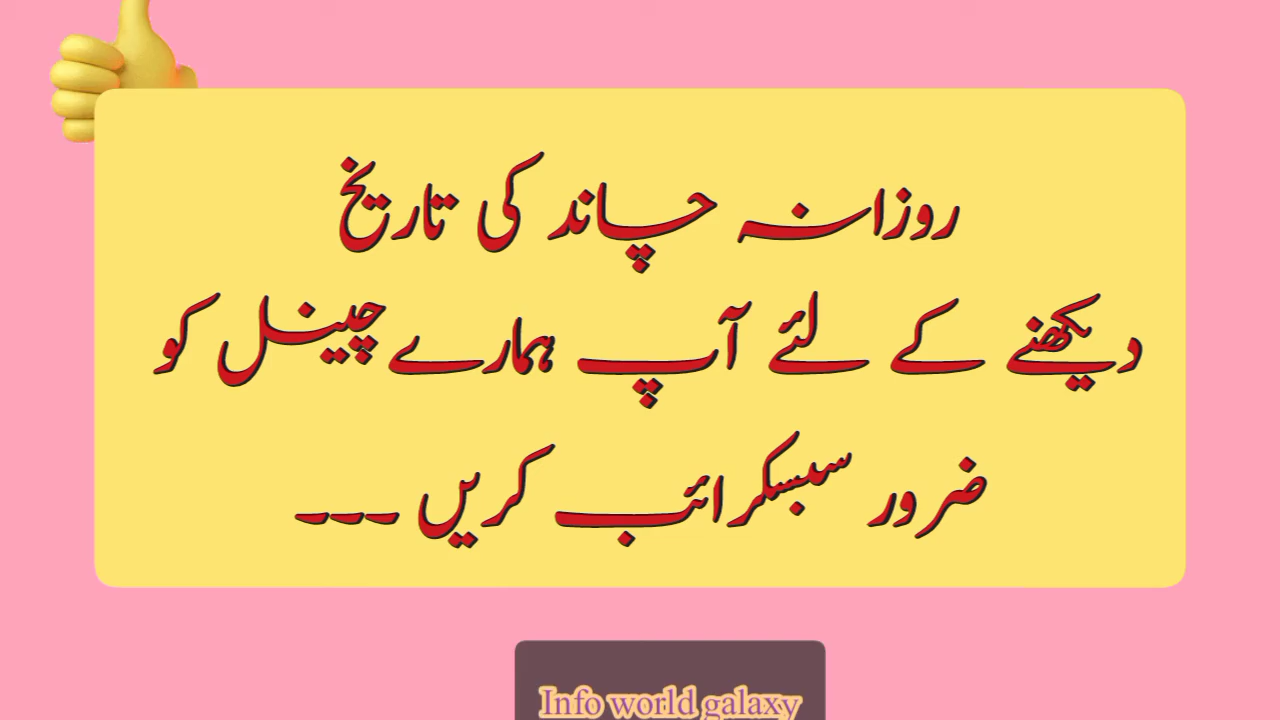 روزانہ چاند کی تاریخ
دیکھنے کے لئے آپ ہمارے چینل کو
ضرور سبسکرائب کریں ۔۔۔
Info world galaxy